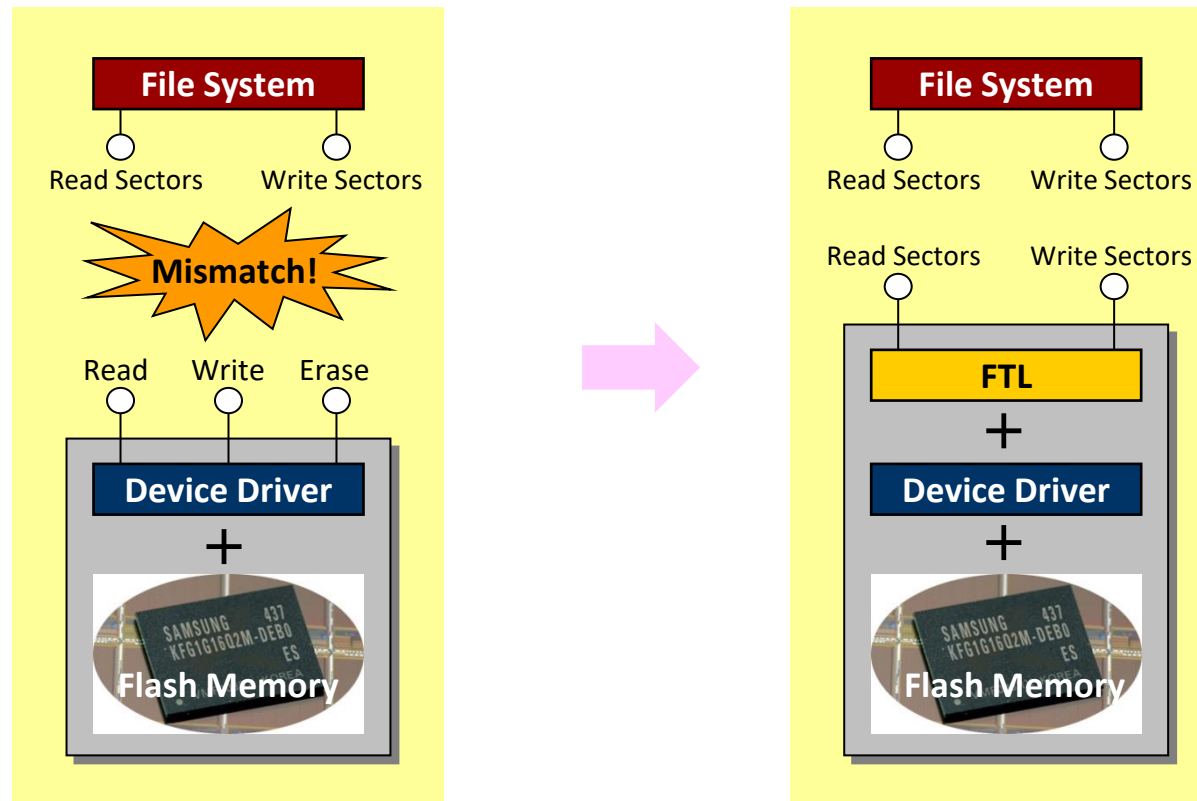 File System
Read Sectors Write Sectors
Mismatch!
Read Write Erase
Device Driver
+
SAMSUNG 437
KFG1G16Q2M-DEB0
ES
KOREA
Flash Memory
File System
Read Sectors Write Sectors
Read Sectors Write Sectors
FTL
+
Device Driver
+
SAMSUNG 437
KFG1G16Q2M-DEB0
ES
KOREA
Flash Memory